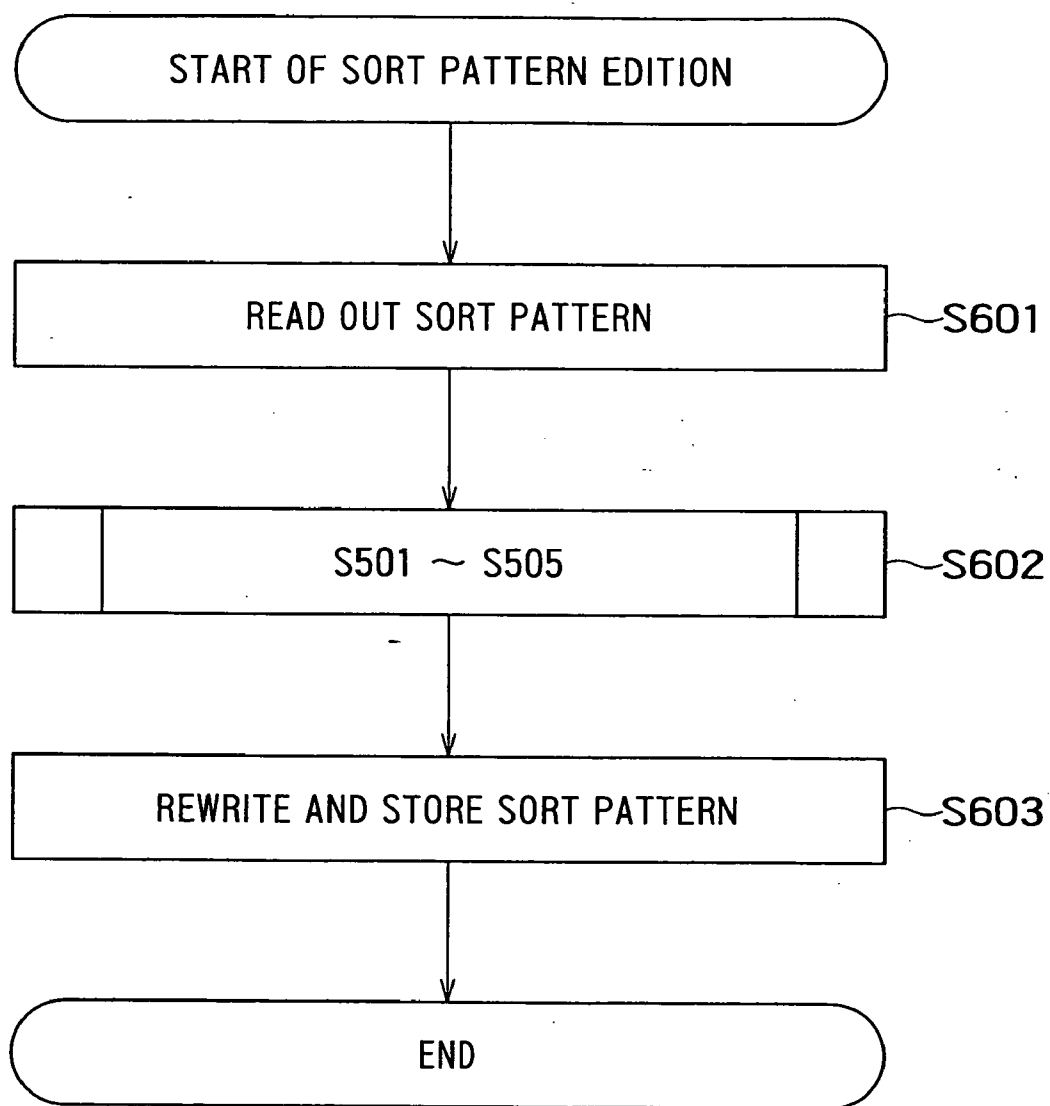 START OF SORT PATTERN EDITION
READ OUT SORT PATTERN
S601
S501 ~ S505
S602
REWRITE AND STORE SORT PATTERN
S603
END